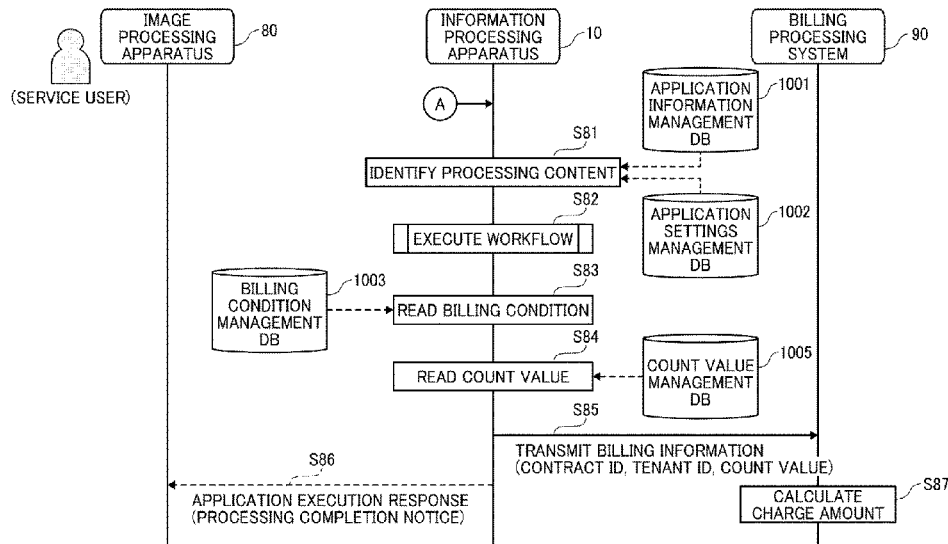 IMAGE
PROCESSING
APPARATUS
80
INFORMATION
PROCESSING
APPARATUS
10
BILLING
PROCESSING
SYSTEM
90
(SERVICE USER)
A
APPLICATION
INFORMATION
MANAGEMENT
DB
1001
S81
IDENTIFY PROCESSING CONTENT
APPLICATION
SETTINGS
MANAGEMENT
DB
1002
S82
EXECUTE WORKFLOW
BILLING
CONDITION
MANAGEMENT
DB
1003
S83
READ BILLING CONDITION
S84
READ COUNT VALUE
COUNT VALUE
MANAGEMENT
DB
1005
S85
TRANSMIT BILLING INFORMATION
(CONTRACT ID, TENANT ID, COUNT VALUE)
S86
APPLICATION EXECUTION RESPONSE
(PROCESSING COMPLETION NOTICE)
S87
CALCULATE
CHARGE AMOUNT